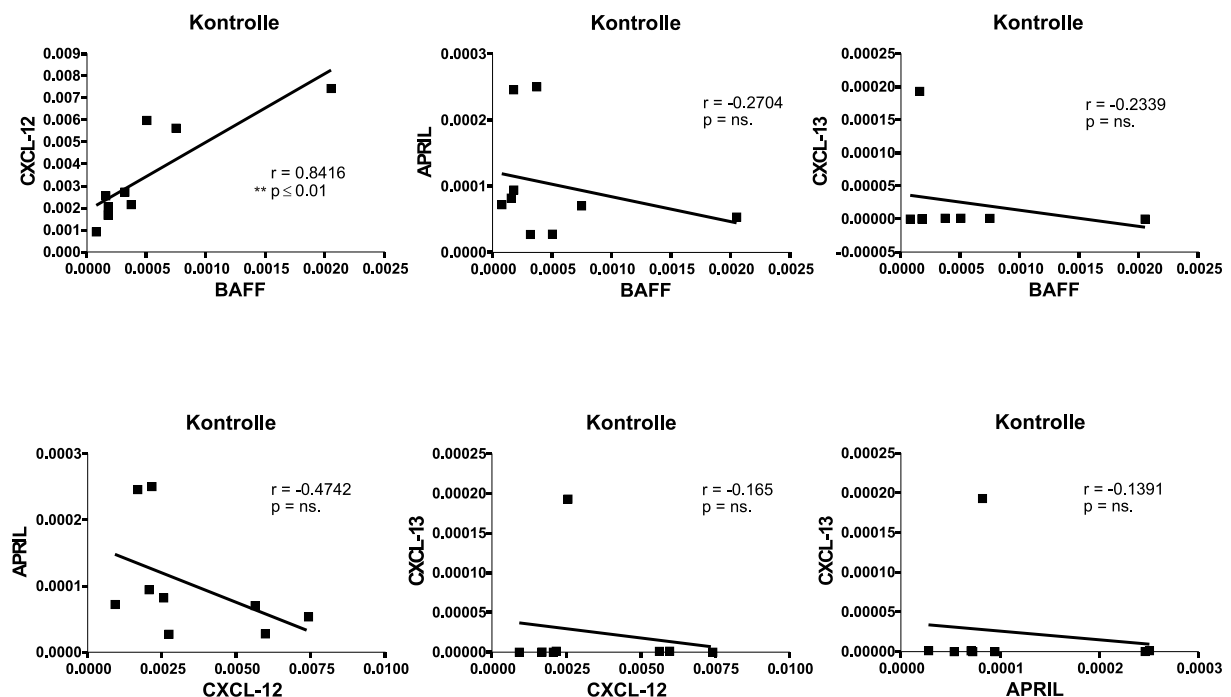 Kontrolle
0.009
0.008
0.007
0.006
0.005
0.004
0.003
0.002
0.001
0.000
CXCL-12
r = 0.8416
** p ≤ 0.01
0.0000 0.0005 0.0010 0.0015 0.0020 0.0025
BAFF
Kontrolle
0.0003
0.0002
0.0001
0.0000
APRIL
r = -0.2704
p = ns.
0.0000 0.0005 0.0010 0.0015 0.0020 0.0025
BAFF
Kontrolle
0.00025
0.00020
0.00015
0.00010
0.00005
0.00000
-0.00005
CXCL-13
r = -0.2339
p = ns.
0.0000 0.0005 0.0010 0.0015 0.0020 0.0025
BAFF
Kontrolle
0.0003
0.0002
0.0001
0.0000
APRIL
r = -0.4742
p = ns.
0.0000 0.0025 0.0050 0.0075 0.0100
CXCL-12
Kontrolle
0.00025
0.00020
0.00015
0.00010
0.00005
0.00000
CXCL-13
r = -0.165
p = ns.
0.0000 0.0025 0.0050 0.0075 0.0100
CXCL-12
Kontrolle
0.00025
0.00020
0.00015
0.00010
0.00005
0.00000
CXCL-13
r = -0.1391
p = ns.
0.0000 0.0001 0.0002 0.0003
APRIL